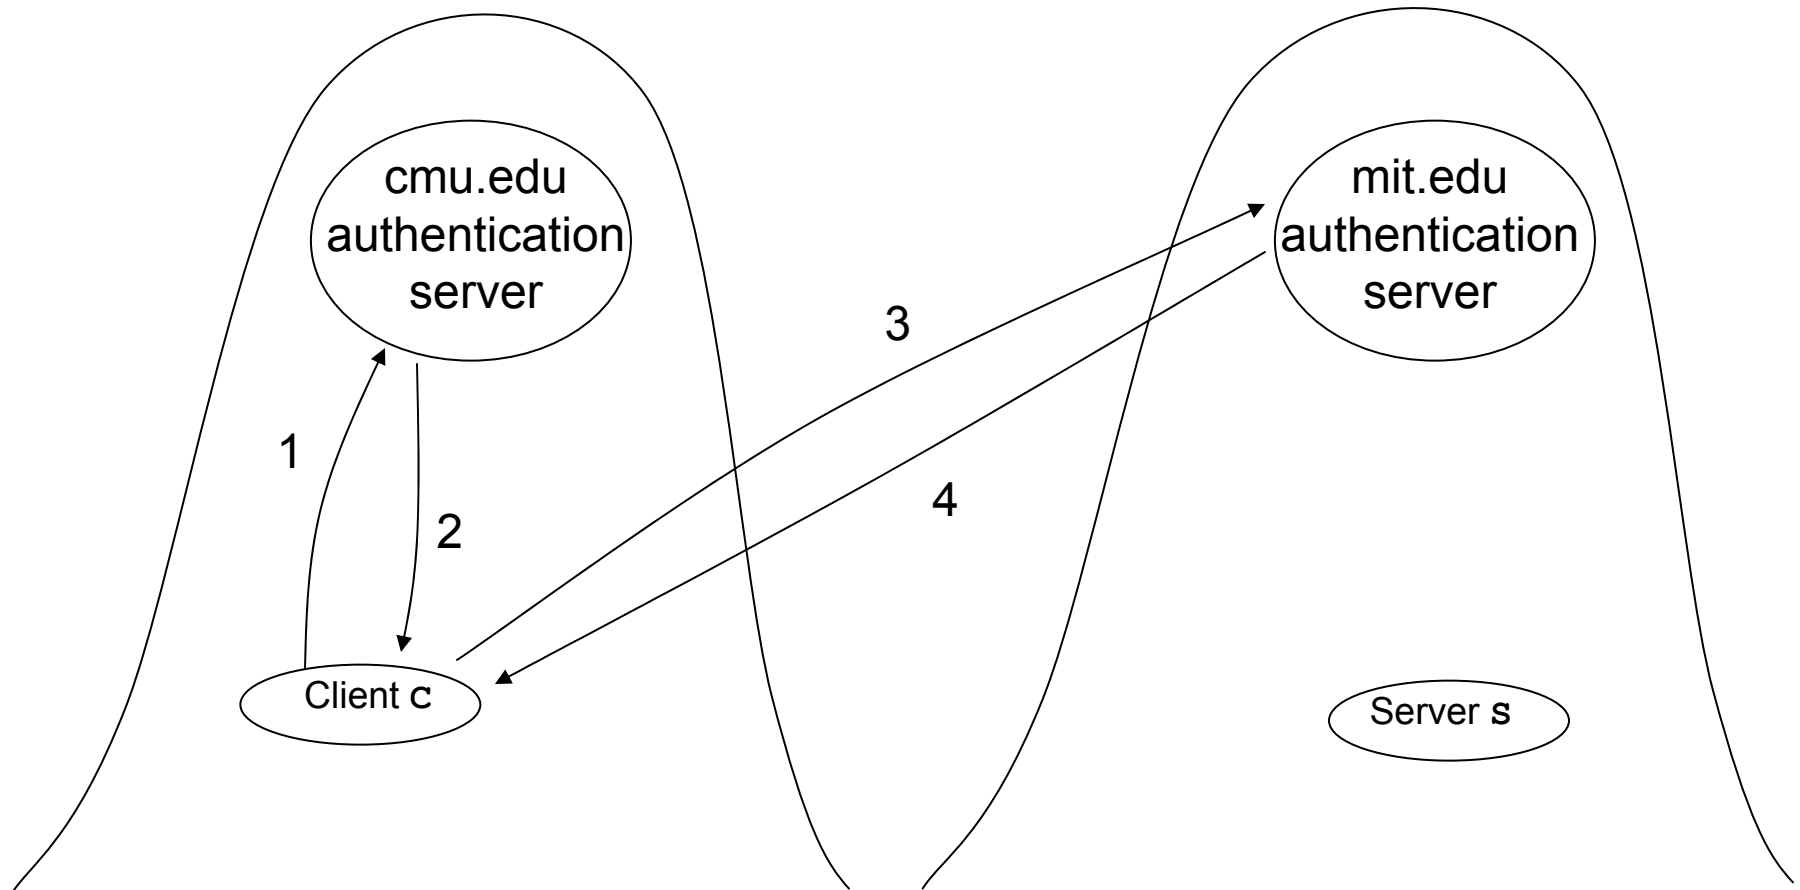 cmu.edu
authentication
server
mit.edu
authentication
server
3
1
4
2
Client C
Server S